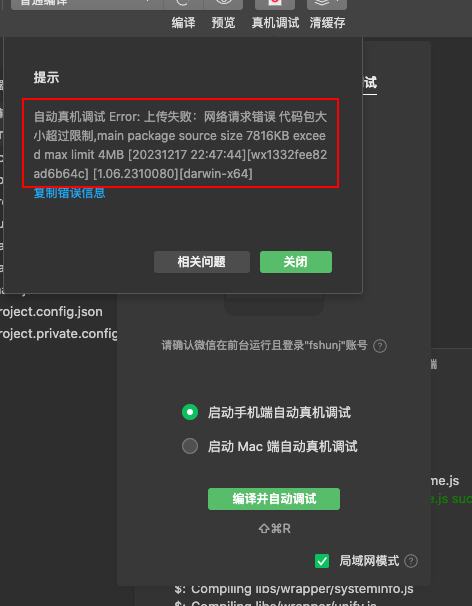 普通编译
编译
预览
真机调试
清缓存
提示
试
自动真机调试 Error: 上传失败：网络请求错误 代码包大
小超过限制,main package source size 7816KB excee
d max limit 4MB [20231217 22:47:44][wx1332fee82
ad6b64c] [1.06.2310080][darwin-x64]
复制错误信息
相关问题
关闭
roject.config.json
roject.private.config
请确认微信在前台运行且登录"fshunj"账号
端
启动手机端自动真机调试
启动 Mac 端自动真机调试
编译并自动调试
me.js
e.js suc
⇧⌘R
局域网模式
$: Compiling libs/wrapper/systeminfo.js
$: Compiling libs/wrapper/unify.js